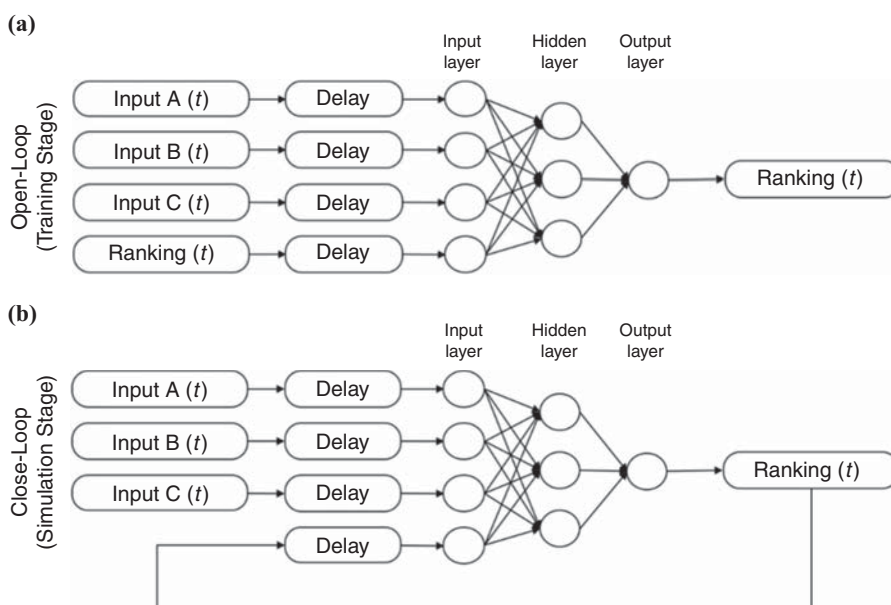 (a)
Input layer
Hidden layer
Output layer
Open-Loop
(Training Stage)
Input A (t)
Delay
Input B (t)
Delay
Input C (t)
Delay
Ranking (t)
Delay
Ranking (t)
(b)
Input layer
Hidden layer
Output layer
Close-Loop
(Simulation Stage)
Input A (t)
Delay
Input B (t)
Delay
Input C (t)
Delay
Delay
Ranking (t)